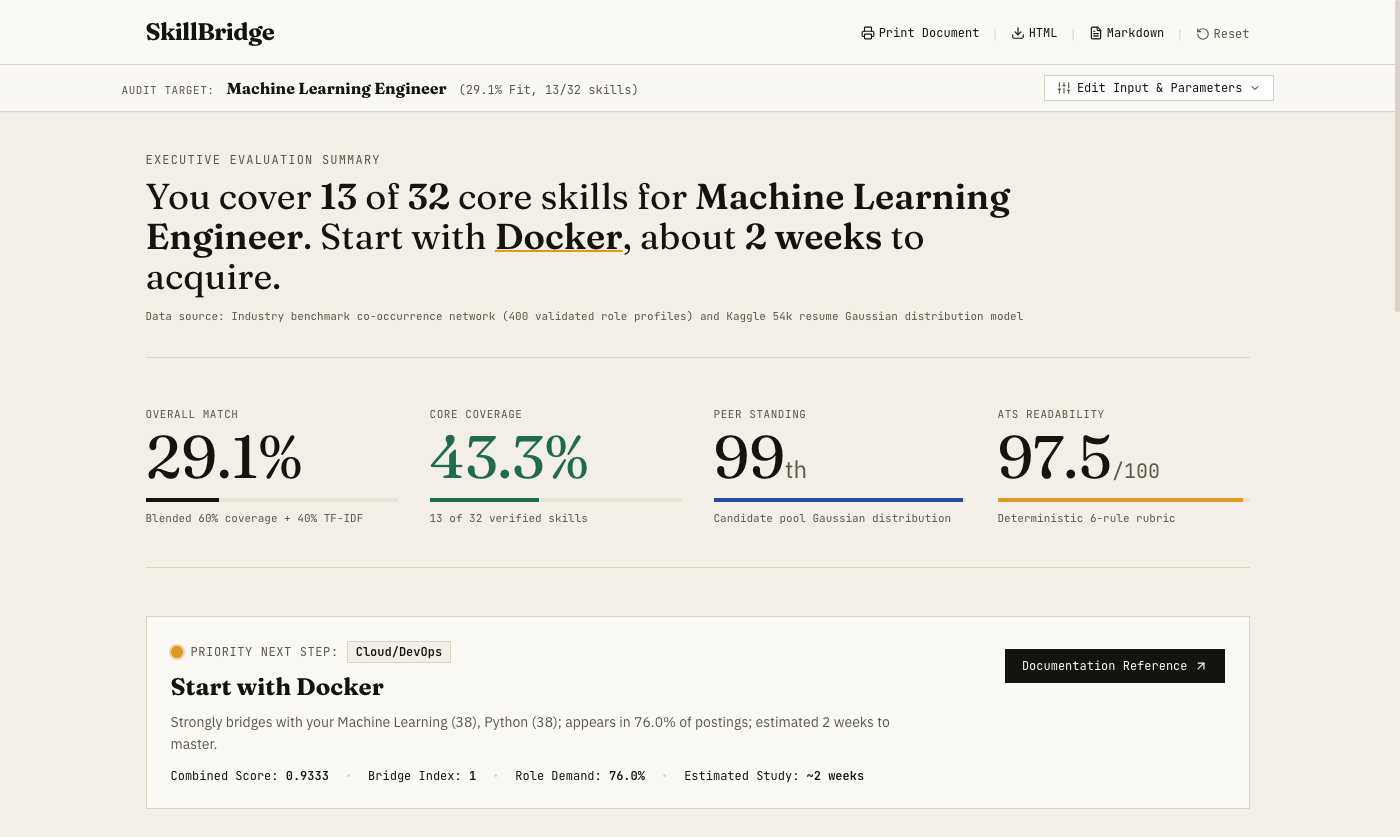 SkillBridge
Print Document | HTML | Markdown | Reset
AUDIT TARGET: Machine Learning Engineer (29.1% Fit, 13/32 skills)
Edit Input & Parameters
EXECUTIVE EVALUATION SUMMARY
You cover 13 of 32 core skills for Machine Learning
Engineer. Start with Docker, about 2 weeks to
acquire.
Data source: Industry benchmark co-occurrence network (400 validated role profiles) and Kaggle 54k resume Gaussian distribution model
OVERALL MATCH
29.1%
Blended 60% coverage + 40% TF-IDF
CORE COVERAGE
43.3%
13 of 32 verified skills
PEER STANDING
99th
Candidate pool Gaussian distribution
ATS READABILITY
97.5/100
Deterministic 6-rule rubric
PRIORITY NEXT STEP: Cloud/DevOps
Start with Docker
Strongly bridges with your Machine Learning (38), Python (38); appears in 76.0% of postings; estimated 2 weeks to
master.
Combined Score: 0.9333 • Bridge Index: 1 • Role Demand: 76.0% • Estimated Study: ~2 weeks
Documentation Reference